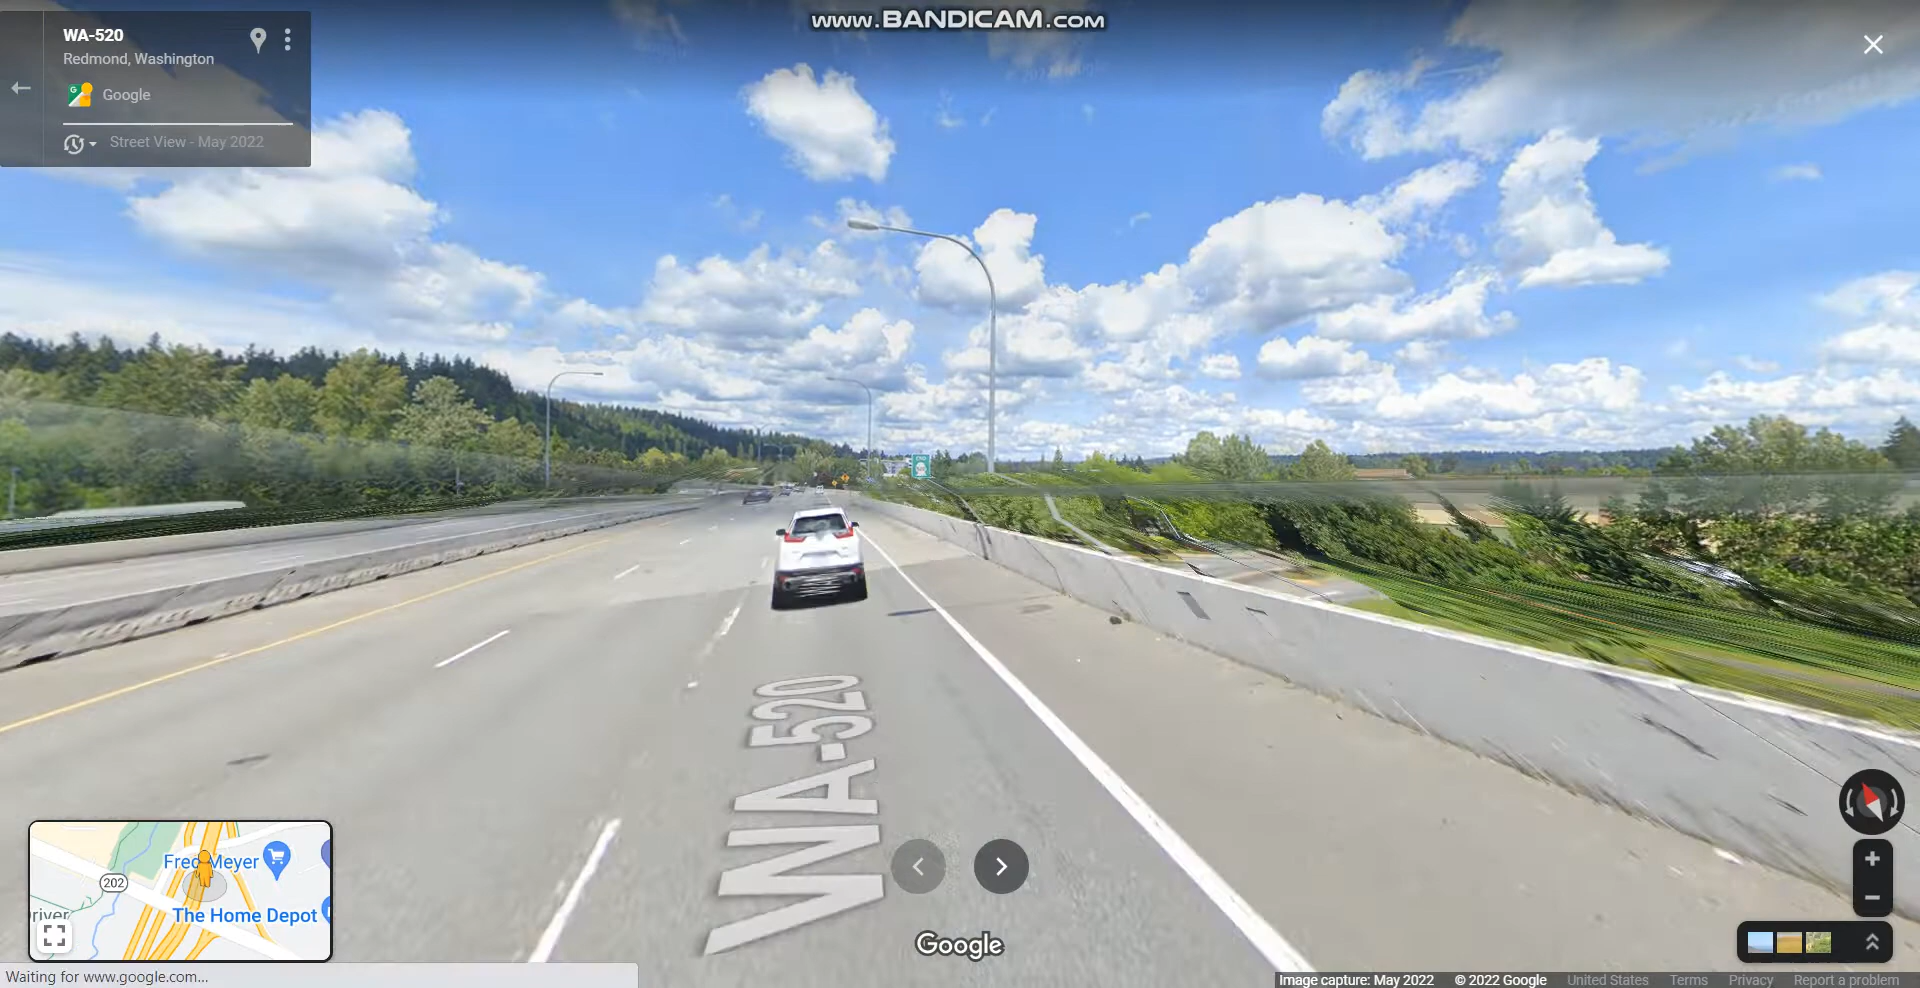 www.BANDICAM.com
WA-520
Redmond, Washington
Google
Street View - May 2022
WA-520
202
Fred Meyer
The Home Depot
river
Google
Waiting for www.google.com...
Image capture: May 2022 © 2022 Google United States Terms Privacy Report a problem